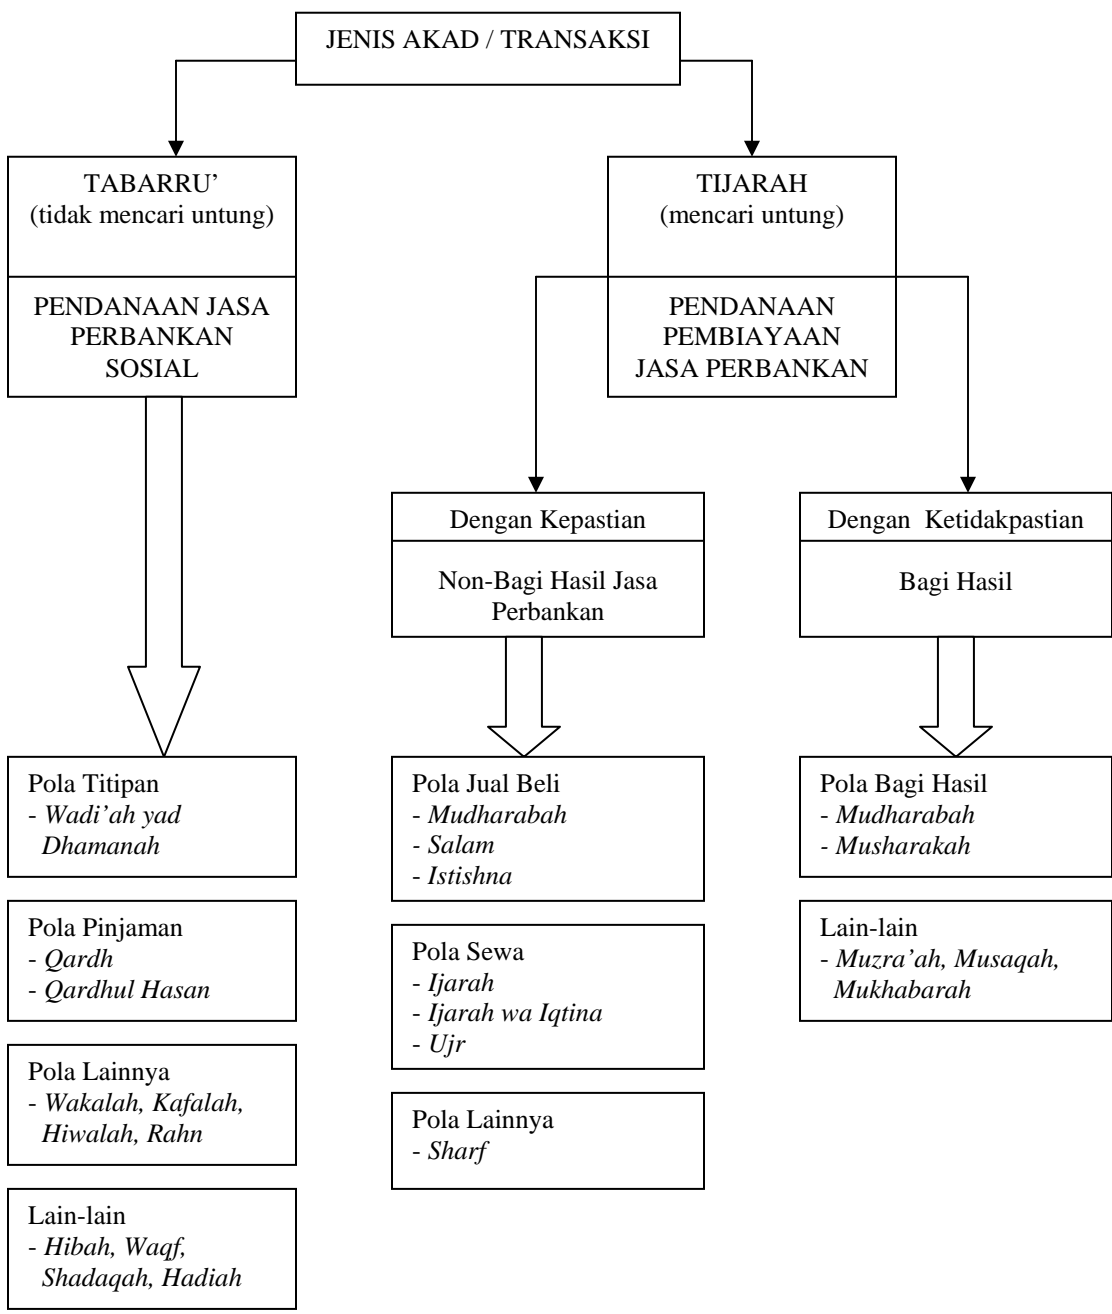 JENIS AKAD / TRANSAKSI
TABARRU’
(tidak mencari untung)
PENDANAAN JASA
PERBANKAN
SOSIAL
TIJARAH
(mencari untung)
PENDANAAN
PEMBIAYAAN
JASA PERBANKAN
Dengan Kepastian
Non-Bagi Hasil Jasa
Perbankan
Dengan Ketidakpastian
Bagi Hasil
Pola Titipan
- Wadi’ah yad
Dhamanah
Pola Pinjaman
- Qardh
- Qardhul Hasan
Pola Lainnya
- Wakalah, Kafalah,
Hiwalah, Rahn
Lain-lain
- Hibah, Waqf,
Shadaqah, Hadiah
Pola Jual Beli
- Mudharabah
- Salam
- Istishna
Pola Sewa
- Ijarah
- Ijarah wa Iqtina
- Ujr
Pola Lainnya
- Sharf
Pola Bagi Hasil
- Mudharabah
- Musharakah
Lain-lain
- Muzra’ah, Musaqah,
Mukhabarah